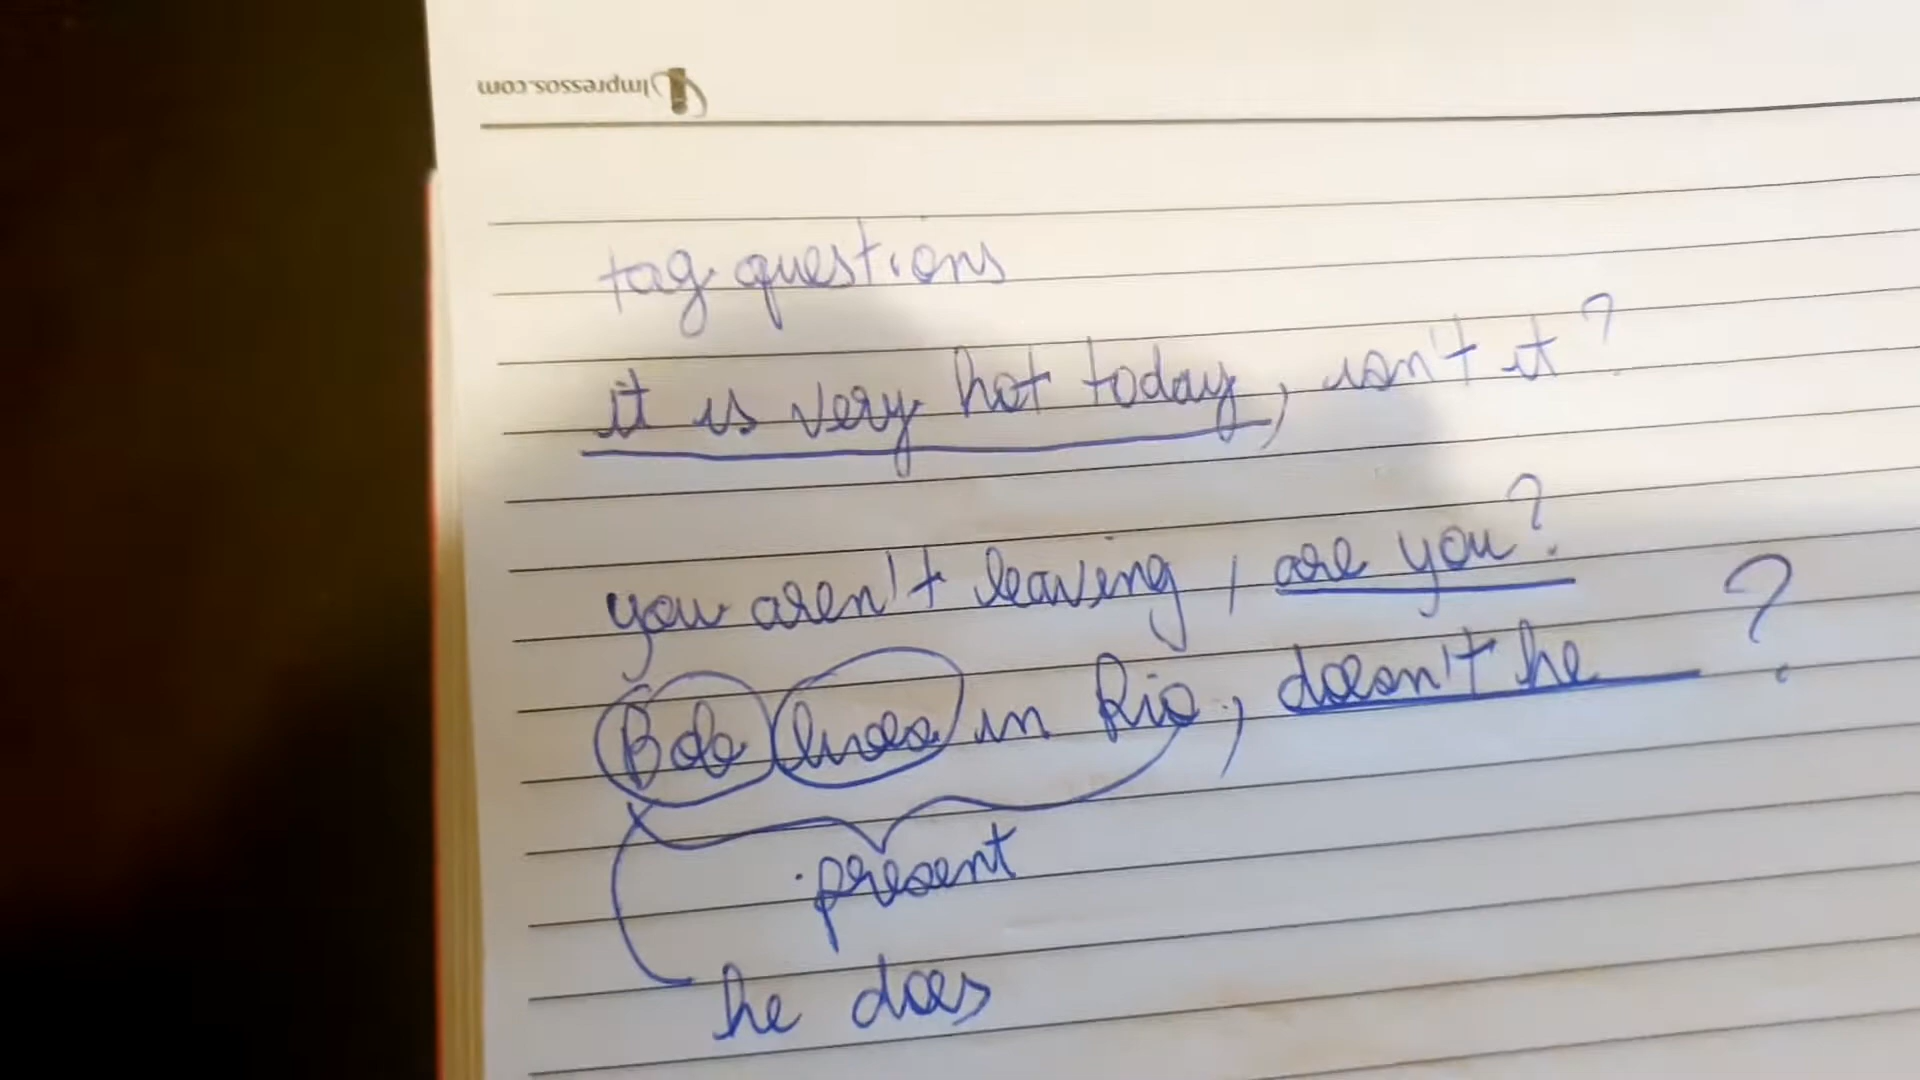 Impressos.com
tag questions
it is very hot today, isn't it?
you aren't leaving, are you?
Bob lives in Rio, doesn't he ?
present
he does